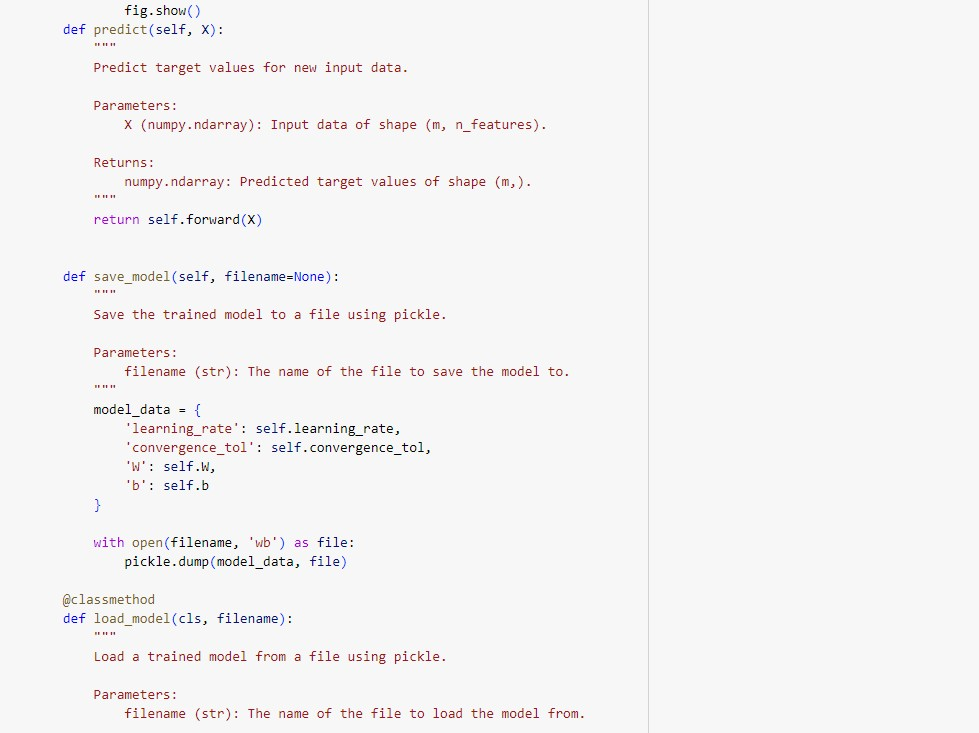 fig.show()
def predict(self, X):
    """
    Predict target values for new input data.

    Parameters:
        X (numpy.ndarray): Input data of shape (m, n_features).

    Returns:
        numpy.ndarray: Predicted target values of shape (m,).
    """
    return self.forward(X)


def save_model(self, filename=None):
    """
    Save the trained model to a file using pickle.

    Parameters:
        filename (str): The name of the file to save the model to.
    """
    model_data = {
        'learning_rate': self.learning_rate,
        'convergence_tol': self.convergence_tol,
        'W': self.W,
        'b': self.b
    }

    with open(filename, 'wb') as file:
        pickle.dump(model_data, file)

@classmethod
def load_model(cls, filename):
    """
    Load a trained model from a file using pickle.

    Parameters:
        filename (str): The name of the file to load the model from.